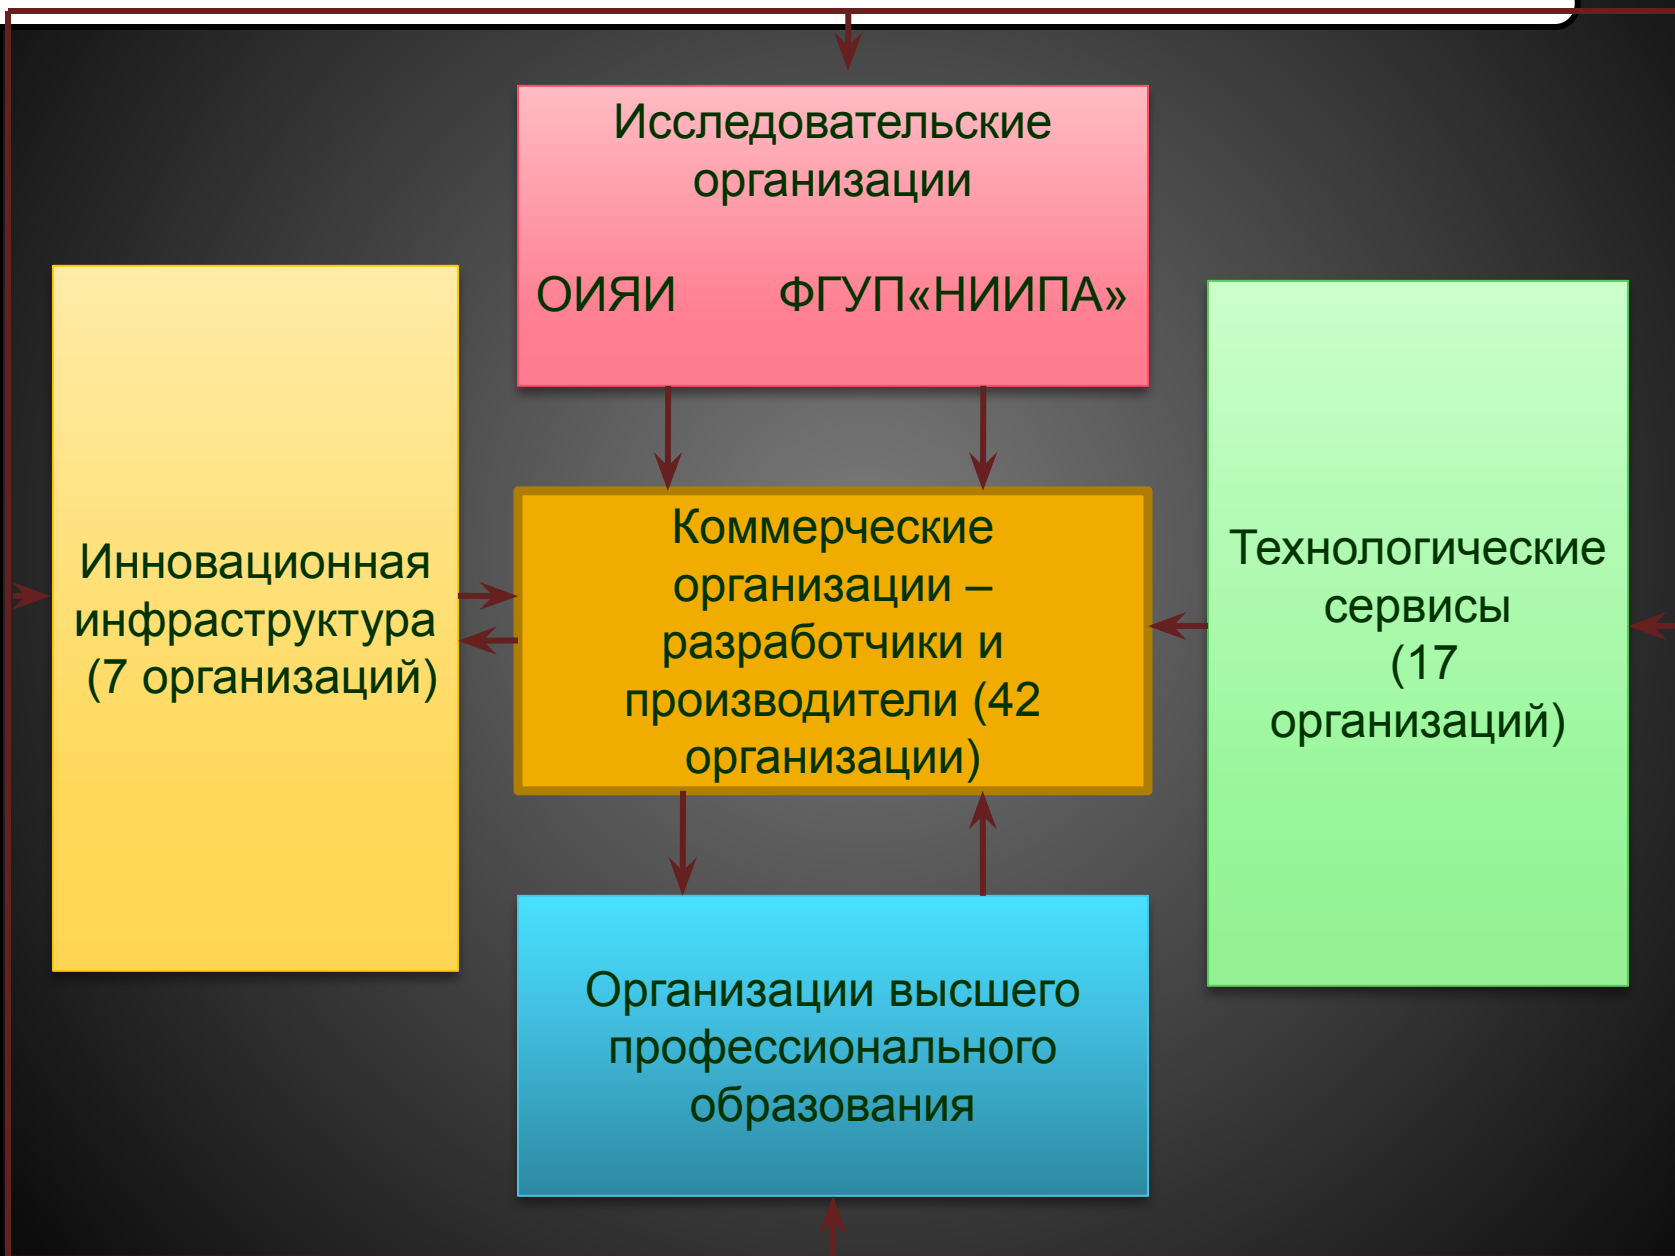 Исследовательские
организации
ОИЯИ ФГУП«НИИПА»
Инновационная
инфраструктура
(7 организаций)
Коммерческие
организации –
разработчики и
производители (42
организации)
Технологические
сервисы
(17
организаций)
Организации высшего
профессионального
образования